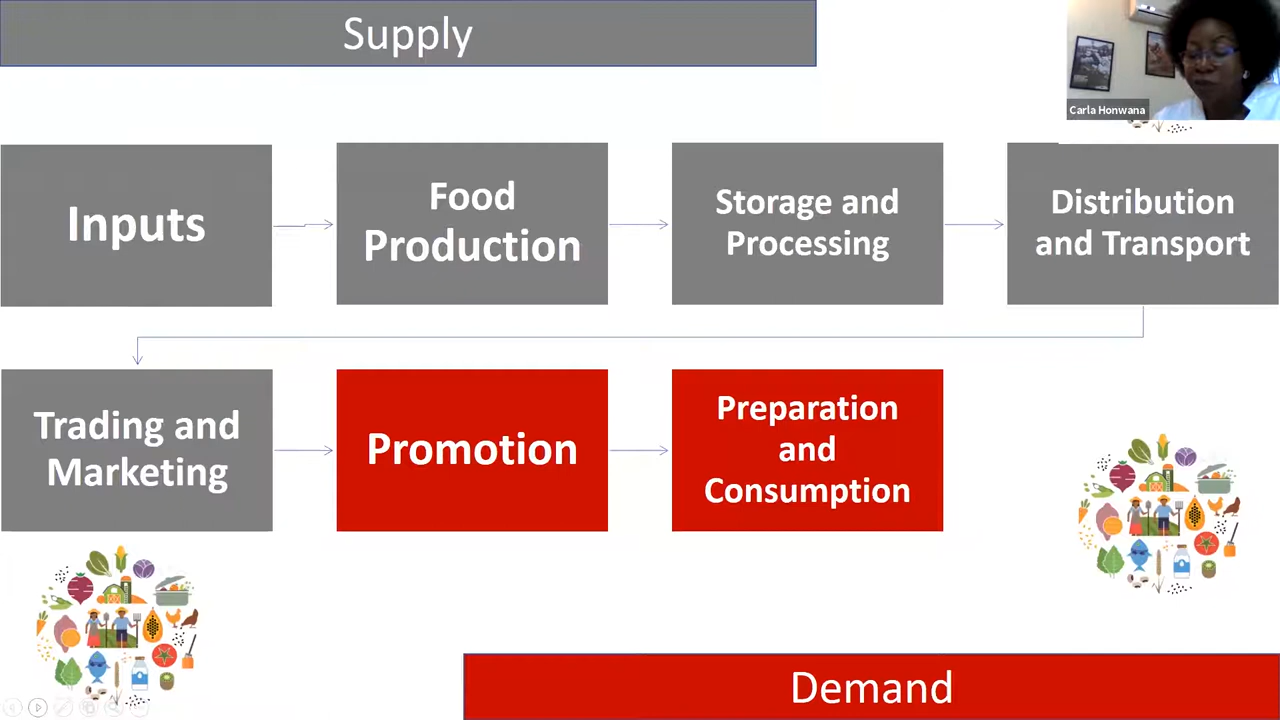 Supply
Carla Honwana
Inputs
Food
Production
Storage and
Processing
Distribution
and Transport
Trading and
Marketing
Promotion
Preparation
and
Consumption
Demand